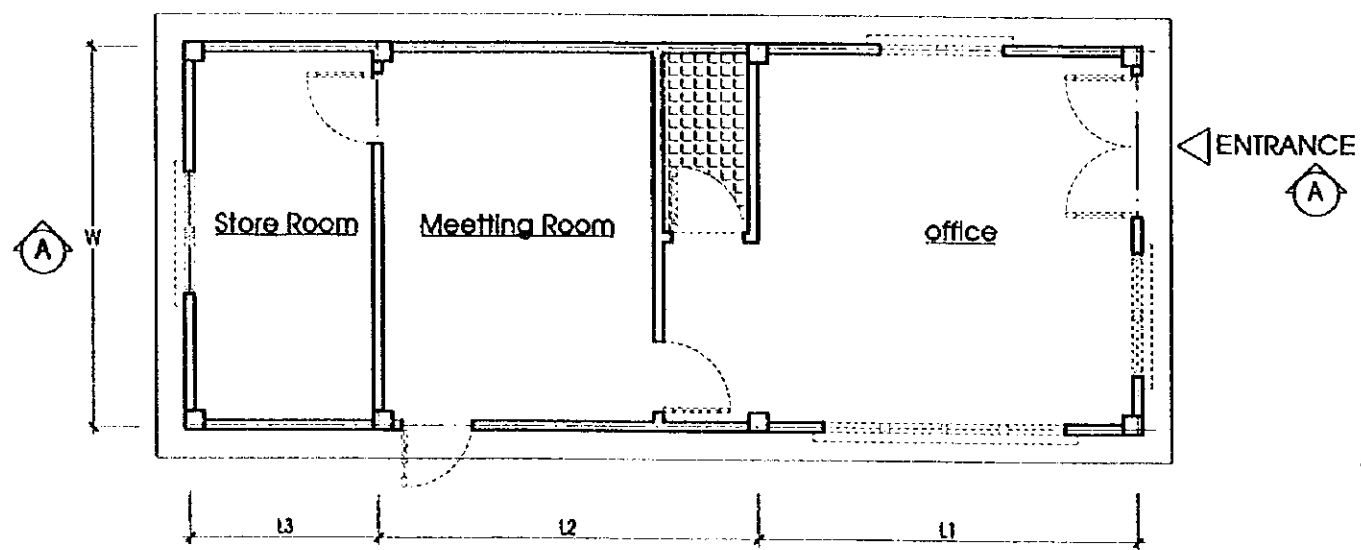 ENTRANCE
A
A
W
Store Room
Meetting Room
office
L3
L2
L1